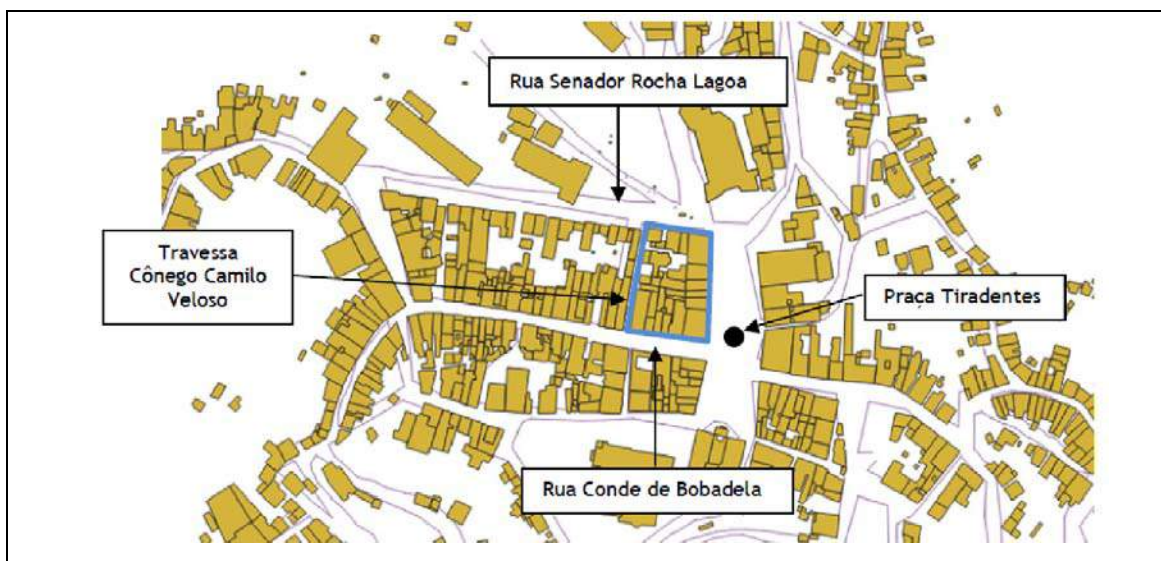 Rua Senador Rocha Lagoa
Travessa
Cônego Camilo
Veloso
Praça Tiradentes
Rua Conde de Bobadela